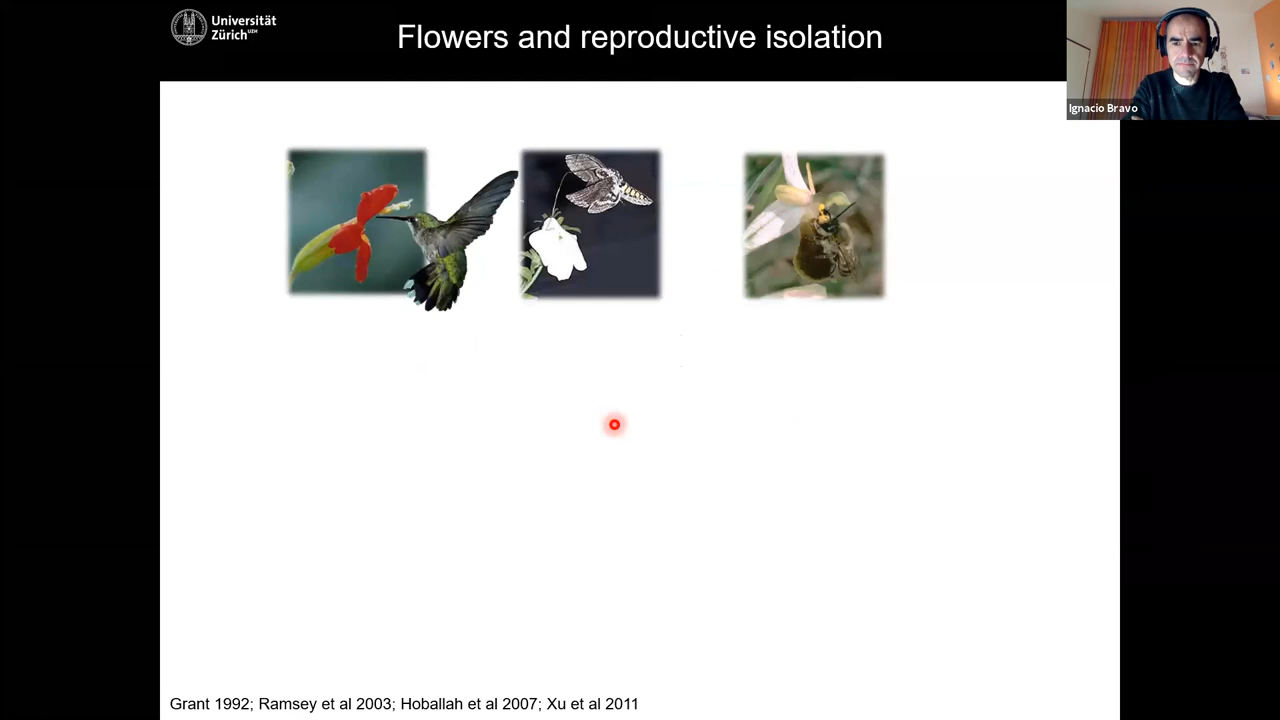 Universität
Zürich UZH
Flowers and reproductive isolation
Ignacio Bravo
Grant 1992; Ramsey et al 2003; Hoballah et al 2007; Xu et al 2011